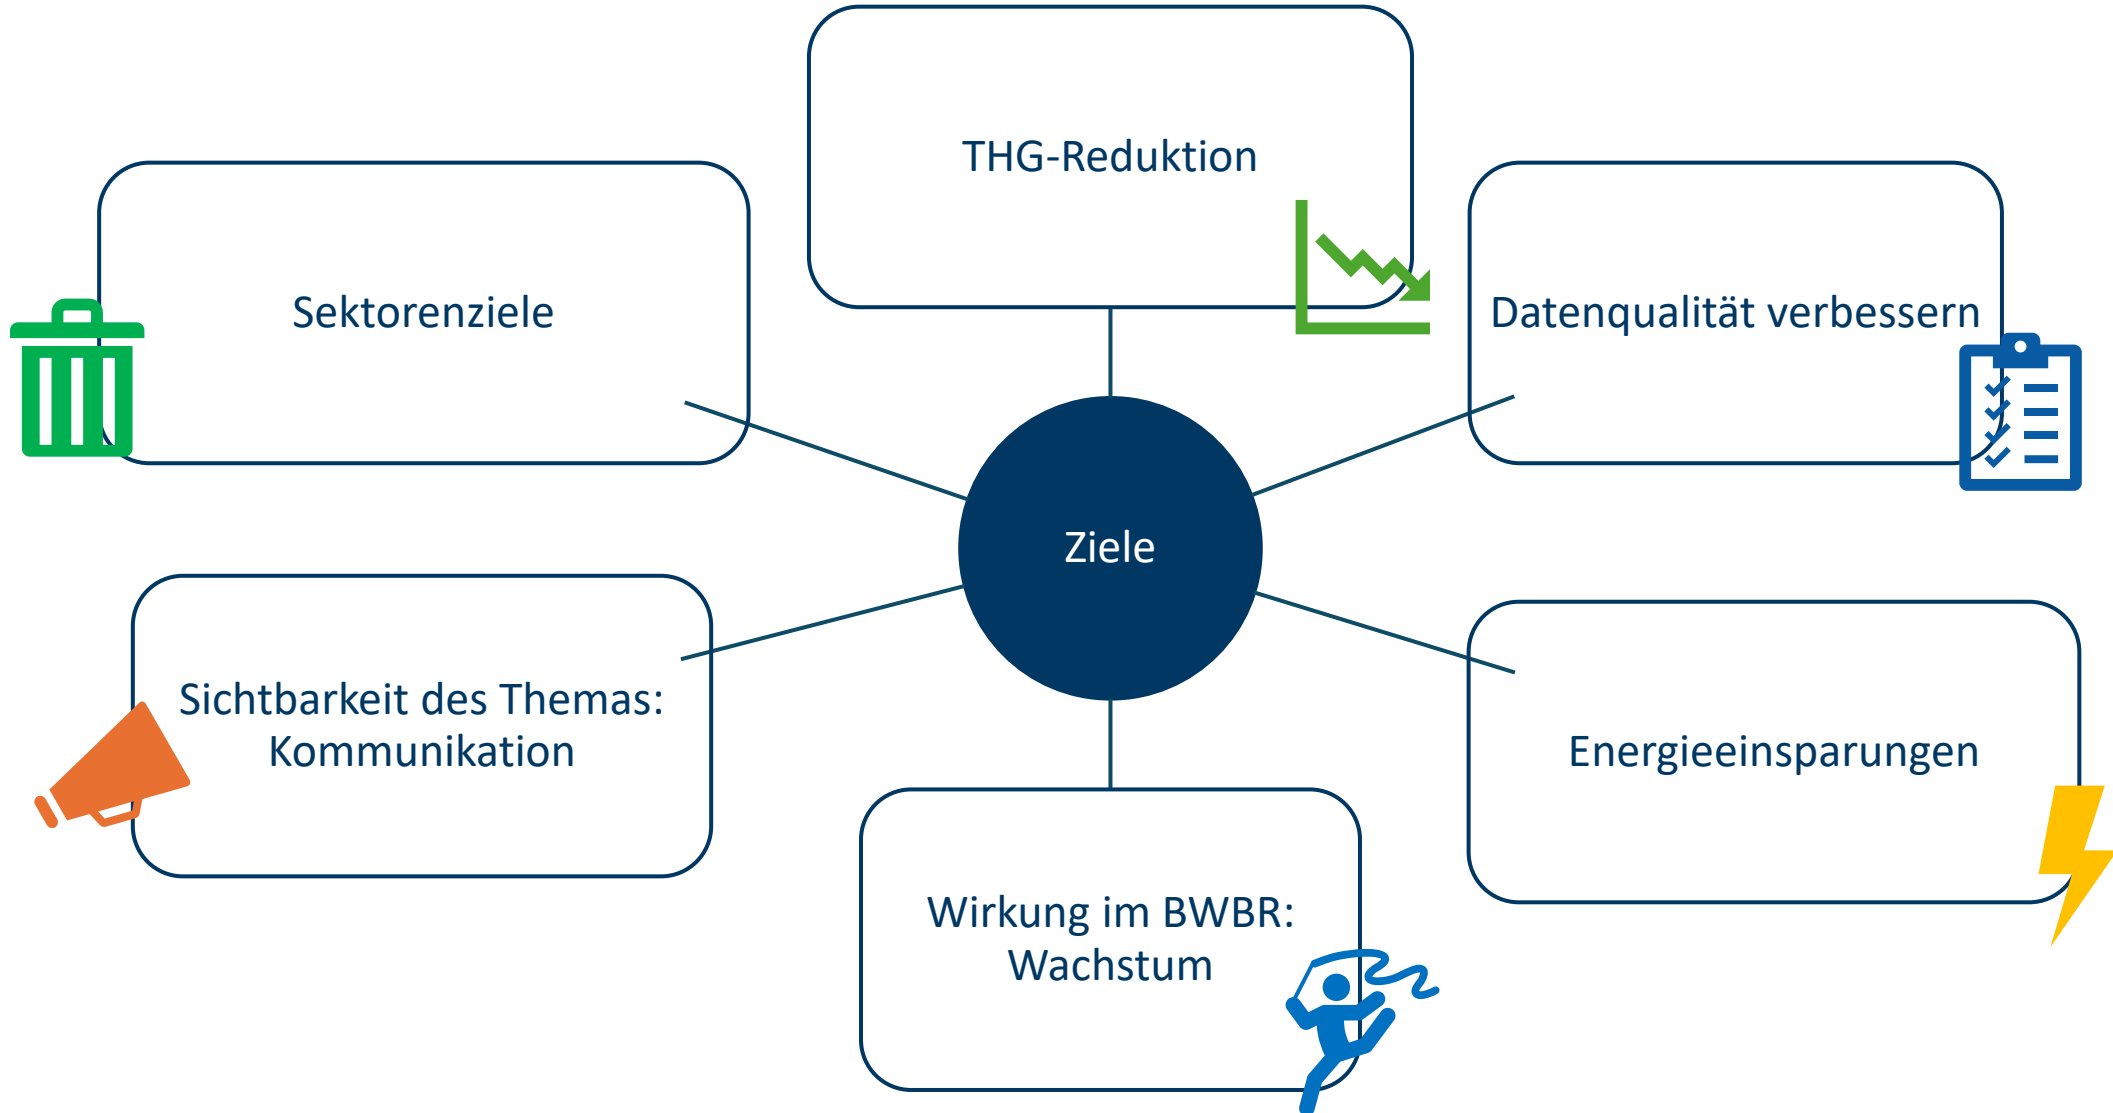 THG-Reduktion
Sektorenziele
Datenqualität verbessern
Ziele
Sichtbarkeit des Themas:
Kommunikation
Energieeinsparungen
Wirkung im BWBR:
Wachstum